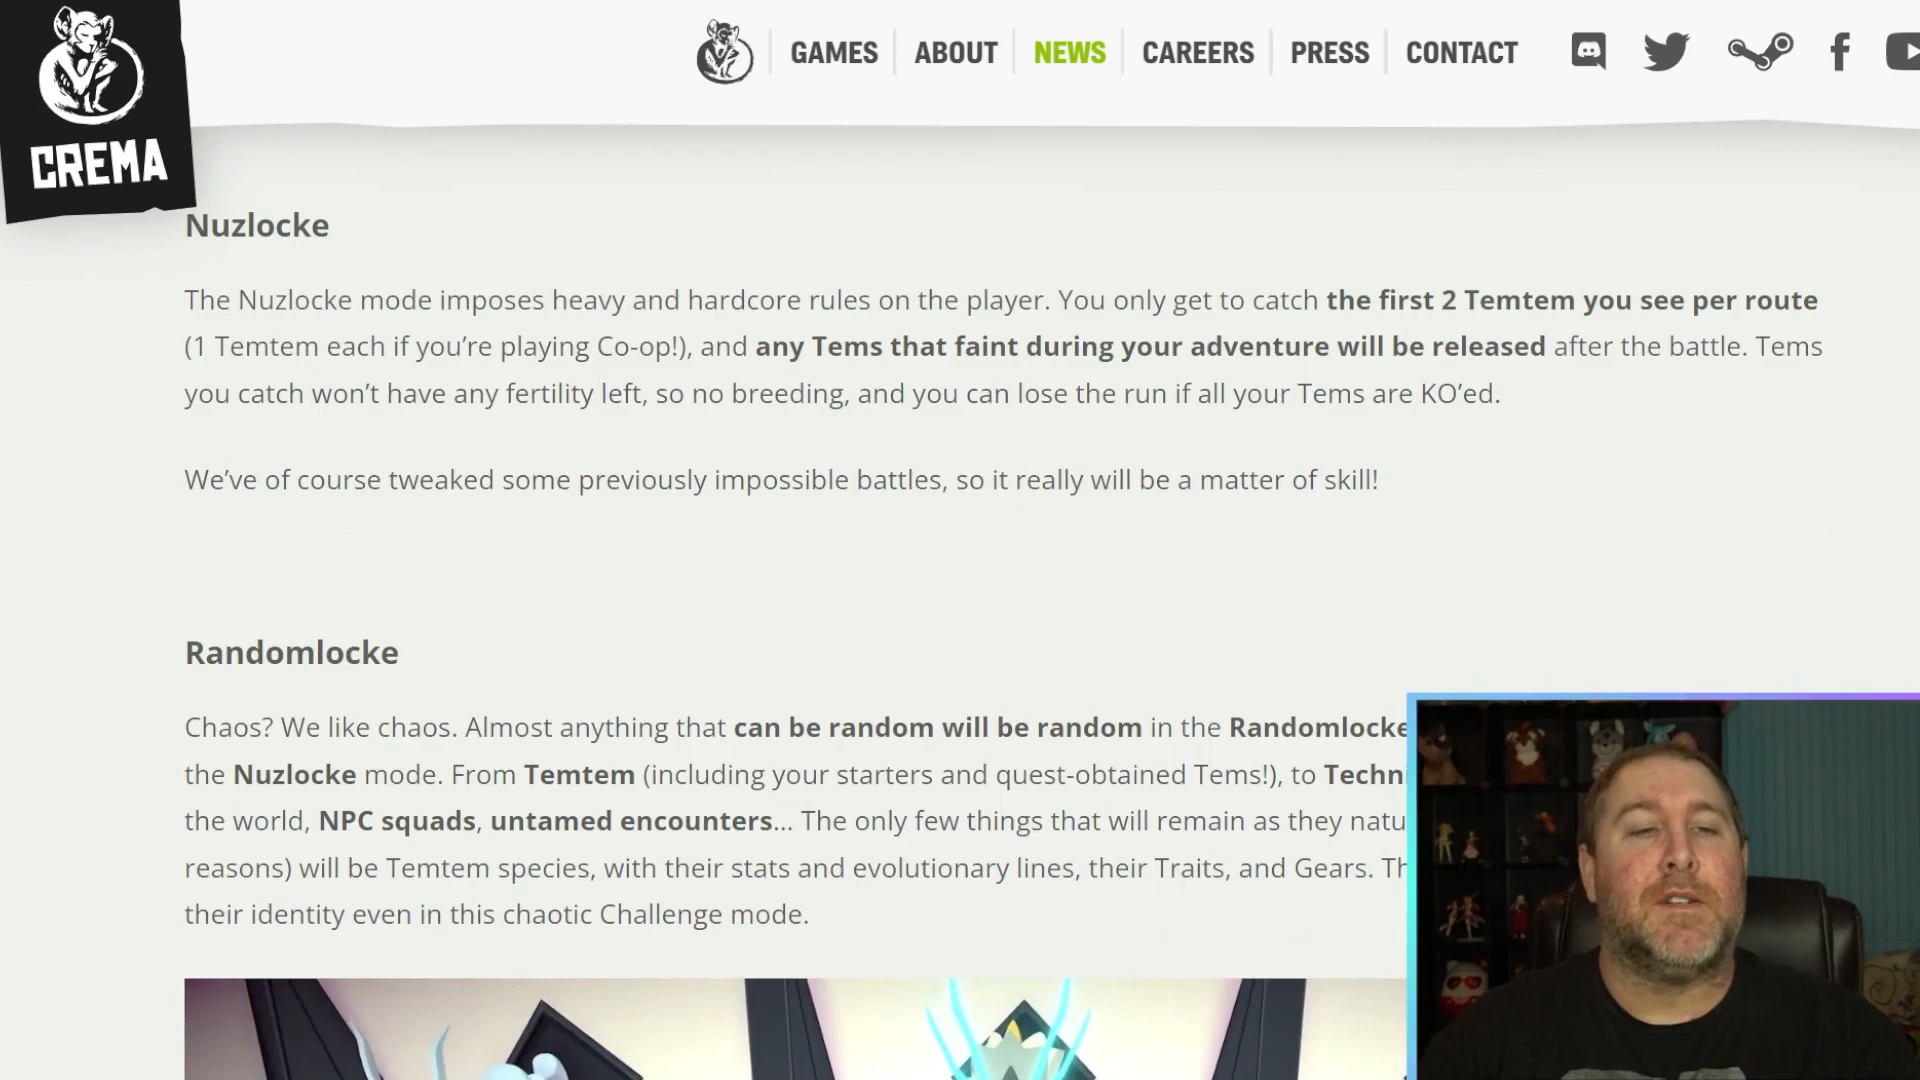 CREMA
GAMES
ABOUT
NEWS
CAREERS
PRESS
CONTACT
Nuzlocke
The Nuzlocke mode imposes heavy and hardcore rules on the player. You only get to catch the first 2 Temtem you see per route
(1 Temtem each if you’re playing Co-op!), and any Tems that faint during your adventure will be released after the battle. Tems
you catch won’t have any fertility left, so no breeding, and you can lose the run if all your Tems are KO’ed.
We’ve of course tweaked some previously impossible battles, so it really will be a matter of skill!
Randomlocke
Chaos? We like chaos. Almost anything that can be random will be random in the Randomlocke
the Nuzlocke mode. From Temtem (including your starters and quest-obtained Tems!), to
the world, NPC squads, untamed encounters... The only few things that will remain as they
reasons) will be Temtem species, with their stats and evolutionary lines, their Traits, and Gears.
their identity even in this chaotic Challenge mode.